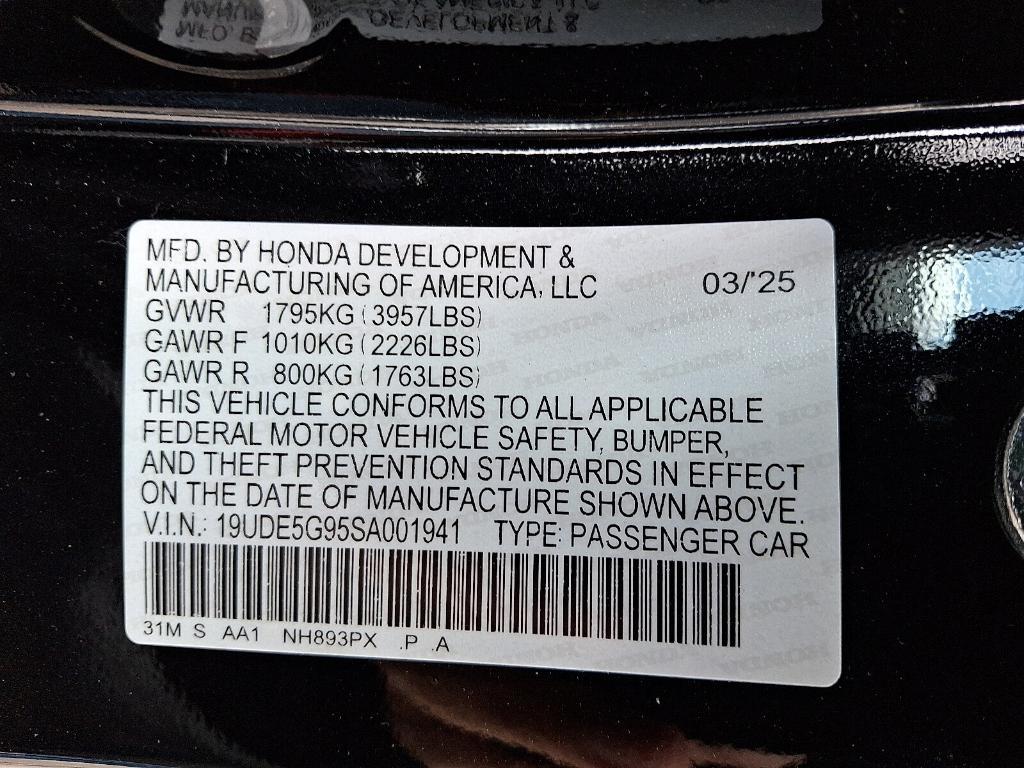 MFD. BY HONDA DEVELOPMENT &
MANUFACTURING OF AMERICA, LLC 03/'25
GVWR 1795KG (3957LBS)
GAWR F 1010KG (2226LBS)
GAWR R 800KG (1763LBS)
THIS VEHICLE CONFORMS TO ALL APPLICABLE
FEDERAL MOTOR VEHICLE SAFETY, BUMPER,
AND THEFT PREVENTION STANDARDS IN EFFECT
ON THE DATE OF MANUFACTURE SHOWN ABOVE.
V.I.N.: 19UDE5G95SA001941 TYPE: PASSENGER CAR
31M S AA1 NH893PX .P .A